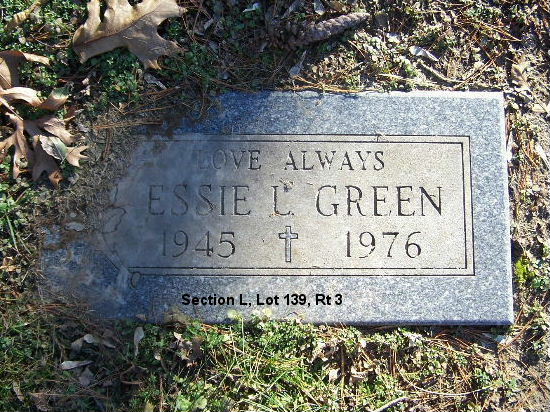 LOVE ALWAYS
ESSIE L. GREEN
1945 1976
Section L, Lot 139, Rt 3